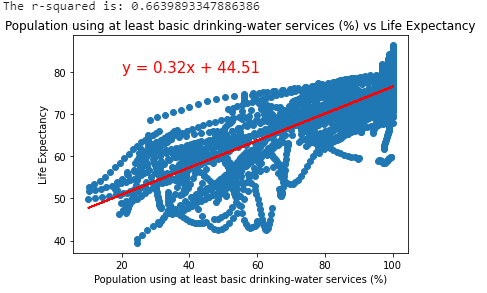 The r-squared is: 0.6639893347886386
Population using at least basic drinking-water services (%) vs Life Expectancy
y = 0.32x + 44.51
Life Expectancy
80
70
60
50
40
20
40
60
80
100
Population using at least basic drinking-water services (%)